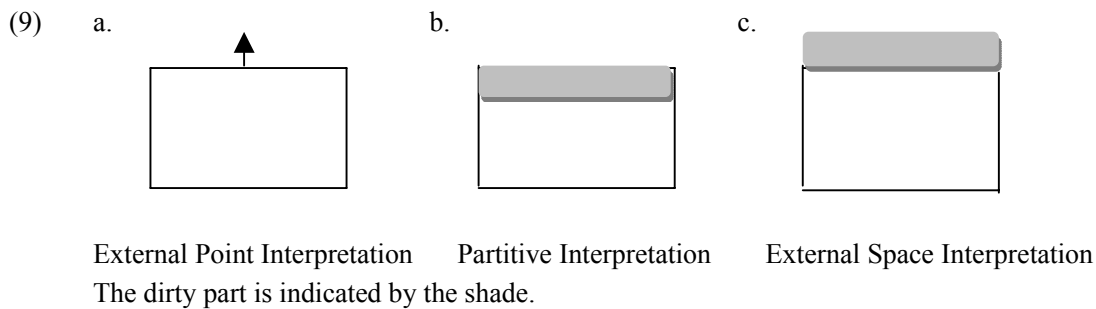 (9) a. b. c.
External Point Interpretation Partitive Interpretation External Space Interpretation
The dirty part is indicated by the shade.